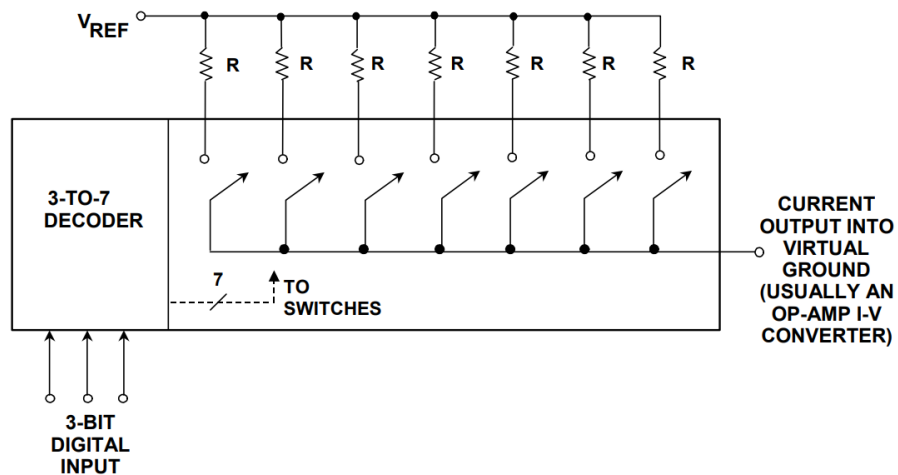 VREF
R R R R R R R
3-TO-7
DECODER
7
TO
SWITCHES
CURRENT
OUTPUT INTO
VIRTUAL
GROUND
(USUALLY AN
OP-AMP I-V
CONVERTER)
3-BIT
DIGITAL
INPUT